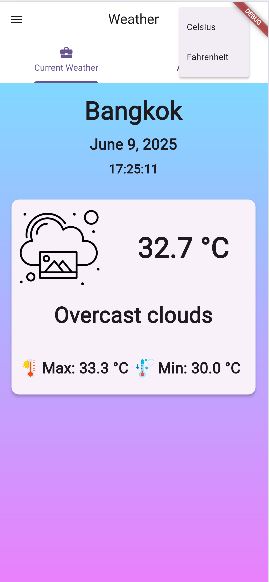 Weather
Celsius
Fahrenheit
DEBUG
Current Weather
Bangkok
June 9, 2025
17:25:11
32.7 °C
Overcast clouds
Max: 33.3 °C Min: 30.0 °C